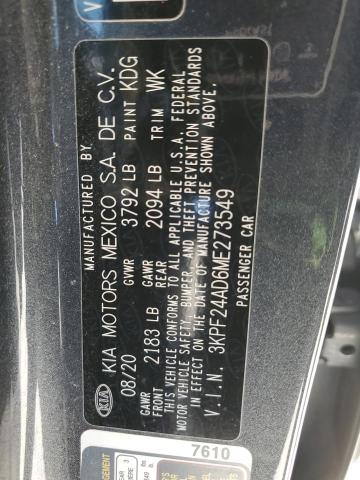 MANUFACTURED BY
KIA KIA MOTORS MEXICO S.A. DE C.V.
08/20 GVWR 3792 LB PAINT KDG
GAWR FRONT 2183 LB GAWR REAR 2094 LB TRIM WK
THIS VEHICLE CONFORMS TO ALL APPLICABLE U.S.A. FEDERAL
MOTOR VEHICLE SAFETY, BUMPER, AND THEFT PREVENTION STANDARDS
IN EFFECT ON THE DATE OF MANUFACTURE SHOWN ABOVE.
V.I.N. 3KPF24AD6ME273549
PASSENGER CAR
7610